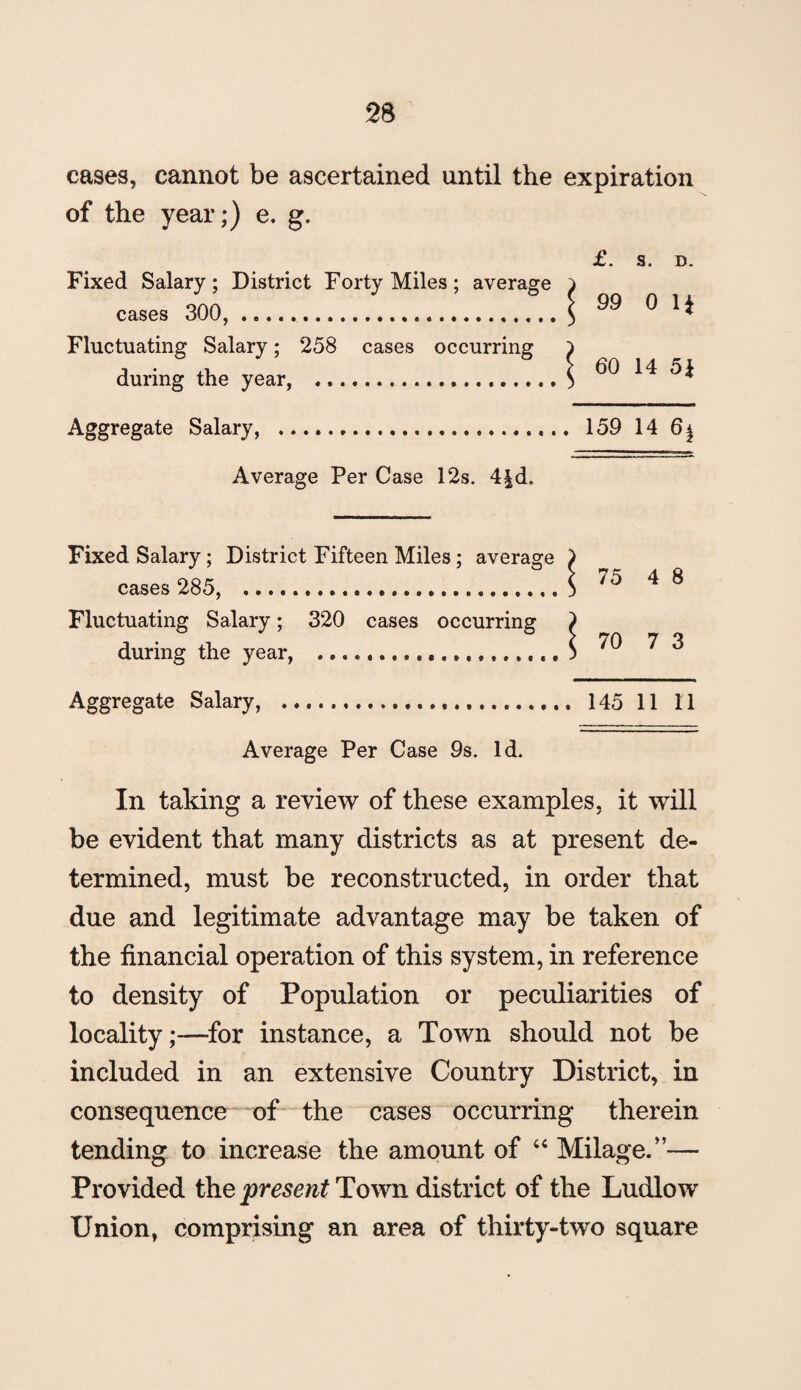 28
cases, cannot be ascertained until the expiration
of the year;) e. g.
£. s. D.
Fixed Salary; District Forty Miles; average
cases 300, .......................... } 99 0 1¼
Fluctuating Salary; 258 cases occurring
during the year, .................... } 60 14 5¼
Aggregate Salary, .......................... 159 14 6½
Average Per Case 12s. 4½d.
Fixed Salary; District Fifteen Miles; average
cases 285, .......................... } 75 4 8
Fluctuating Salary; 320 cases occurring
during the year, .................... } 70 7 3
Aggregate Salary, .......................... 145 11 11
Average Per Case 9s. 1d.
In taking a review of these examples, it will
be evident that many districts as at present de-
termined, must be reconstructed, in order that
due and legitimate advantage may be taken of
the financial operation of this system, in reference
to density of Population or peculiarities of
locality;—for instance, a Town should not be
included in an extensive Country District, in
consequence of the cases occurring therein
tending to increase the amount of “ Milage.”—
Provided the present Town district of the Ludlow
Union, comprising an area of thirty-two square